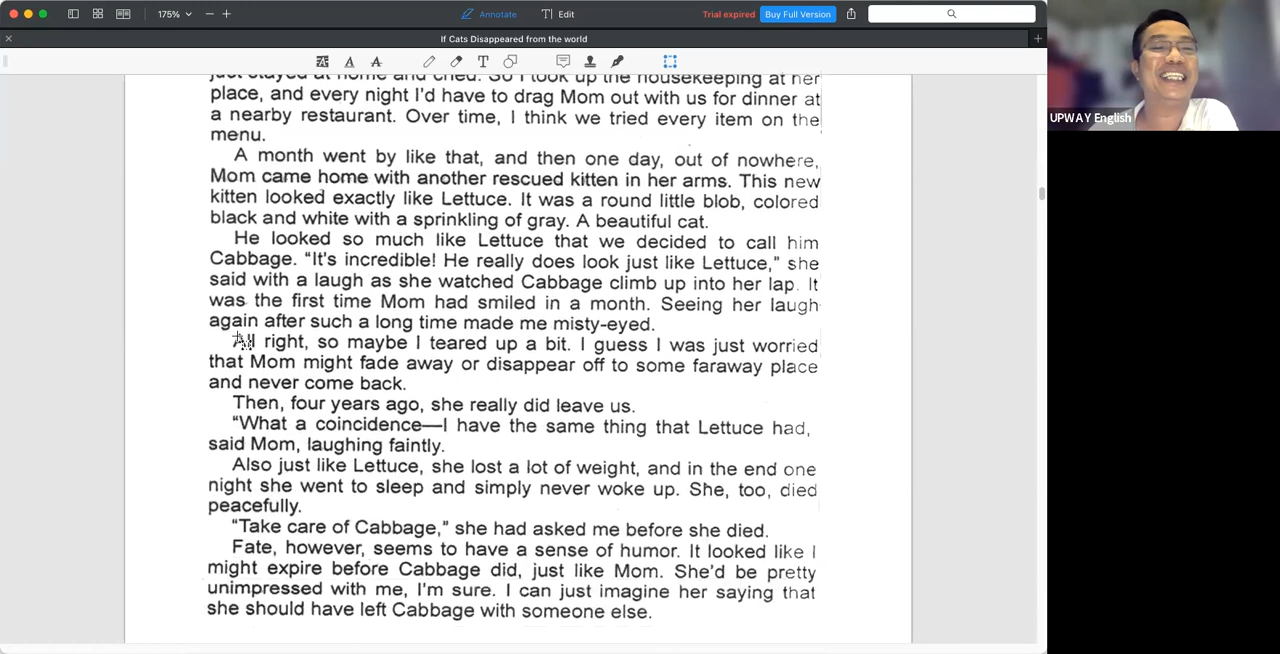 175%
Annotate
Edit
Trial expired
Buy Full Version
If Cats Disappeared from the world
just stayed at home and cried. So I took up the housekeeping at her
place, and every night I'd have to drag Mom out with us for dinner at
a nearby restaurant. Over time, I think we tried every item on the
menu.
A month went by like that, and then one day, out of nowhere,
Mom came home with another rescued kitten in her arms. This new
kitten looked exactly like Lettuce. It was a round little blob, colored
black and white with a sprinkling of gray. A beautiful cat.
He looked so much like Lettuce that we decided to call him
Cabbage. “It's incredible! He really does look just like Lettuce,” she
said with a laugh as she watched Cabbage climb up into her lap. It
was the first time Mom had smiled in a month. Seeing her laugh
again after such a long time made me misty-eyed.
All right, so maybe I teared up a bit. I guess I was just worried
that Mom might fade away or disappear off to some faraway place
and never come back.
Then, four years ago, she really did leave us.
“What a coincidence—I have the same thing that Lettuce had,
said Mom, laughing faintly.
Also just like Lettuce, she lost a lot of weight, and in the end one
night she went to sleep and simply never woke up. She, too, died
peacefully.
“Take care of Cabbage,” she had asked me before she died.
Fate, however, seems to have a sense of humor. It looked like I
might expire before Cabbage did, just like Mom. She'd be pretty
unimpressed with me, I'm sure. I can just imagine her saying that
she should have left Cabbage with someone else.
UPWAY English